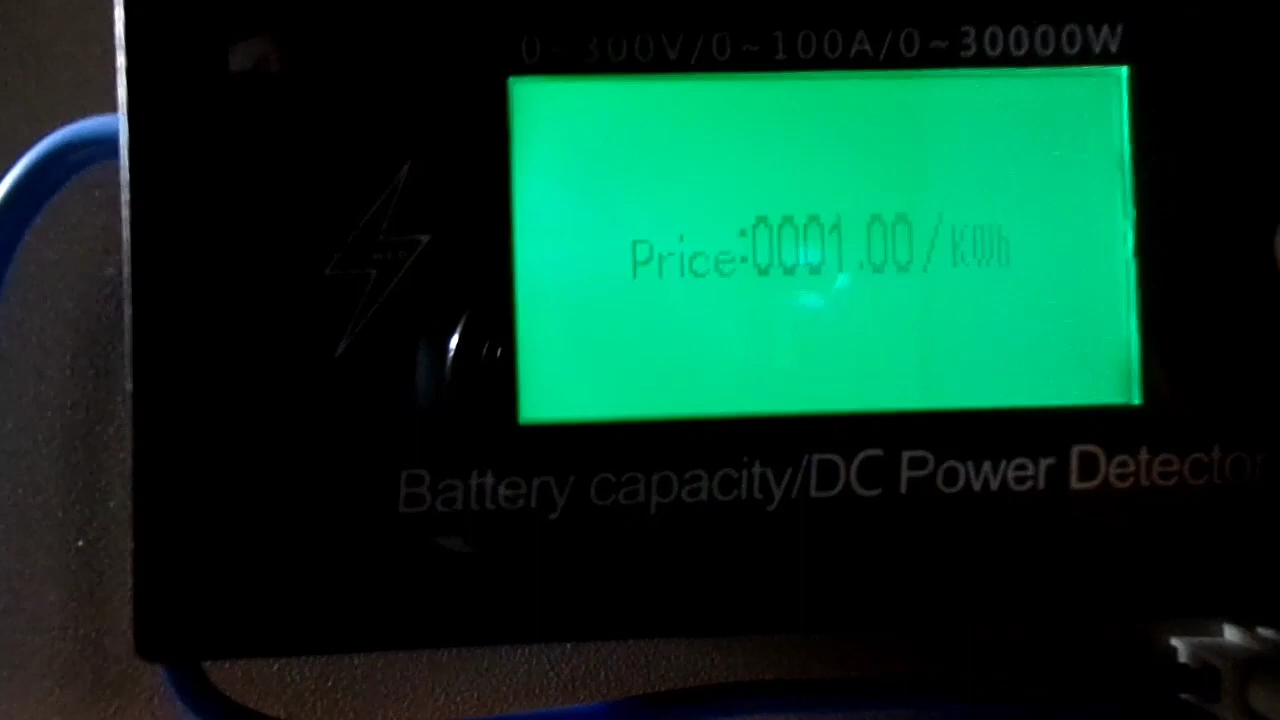 0~300V/0~100A/0~30000W
Price:0001.00/KWh
Battery capacity/DC Power Detector